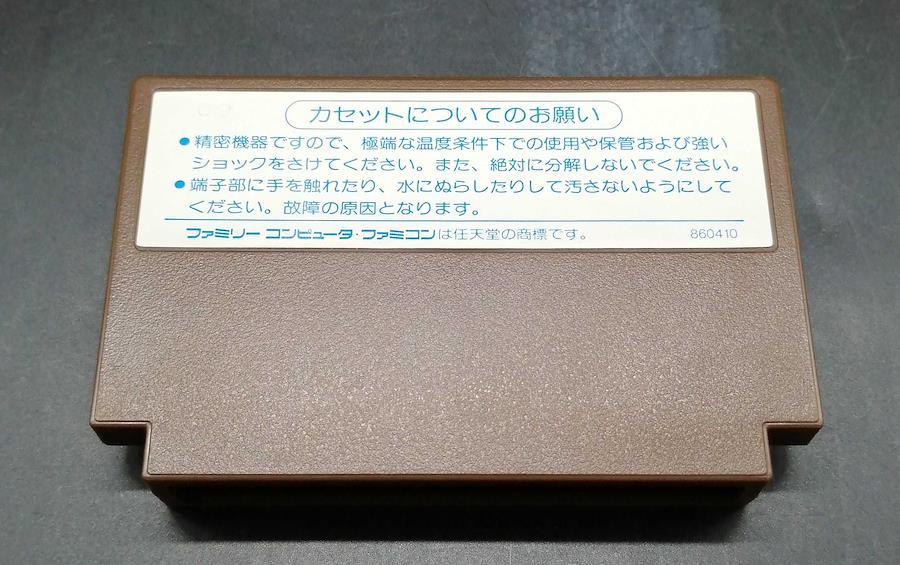 カセットについてのお願い
●精密機器ですので、極端な温度条件下での使用や保管および強い
ショックをさけてください。また、絶対に分解しないでください。
●端子部に手を触れたり、水にぬらしたりして汚さないようにして
ください。故障の原因となります。
ファミリー コンピュータ・ファミコンは任天堂の商標です。 860410